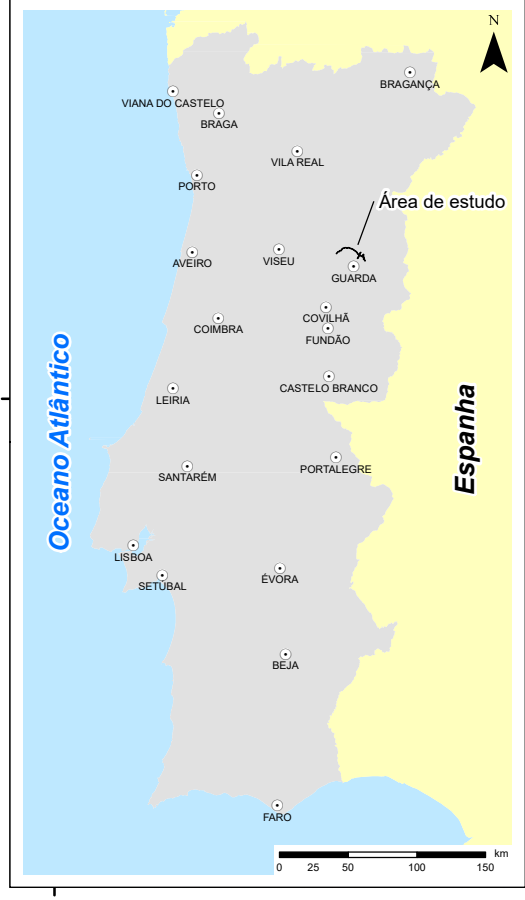 N
BRAGANÇA
VIANA DO CASTELO
BRAGA
VILA REAL
PORTO
Área de estudo
AVEIRO
VISEU
GUARDA
COVILHÃ
COIMBRA
FUNDÃO
CASTELO BRANCO
LEIRIA
Oceano Atlântico
Espanha
PORTALEGRE
SANTARÉM
LISBOA
SETÚBAL
ÉVORA
BEJA
FARO
km
0 25 50 100 150